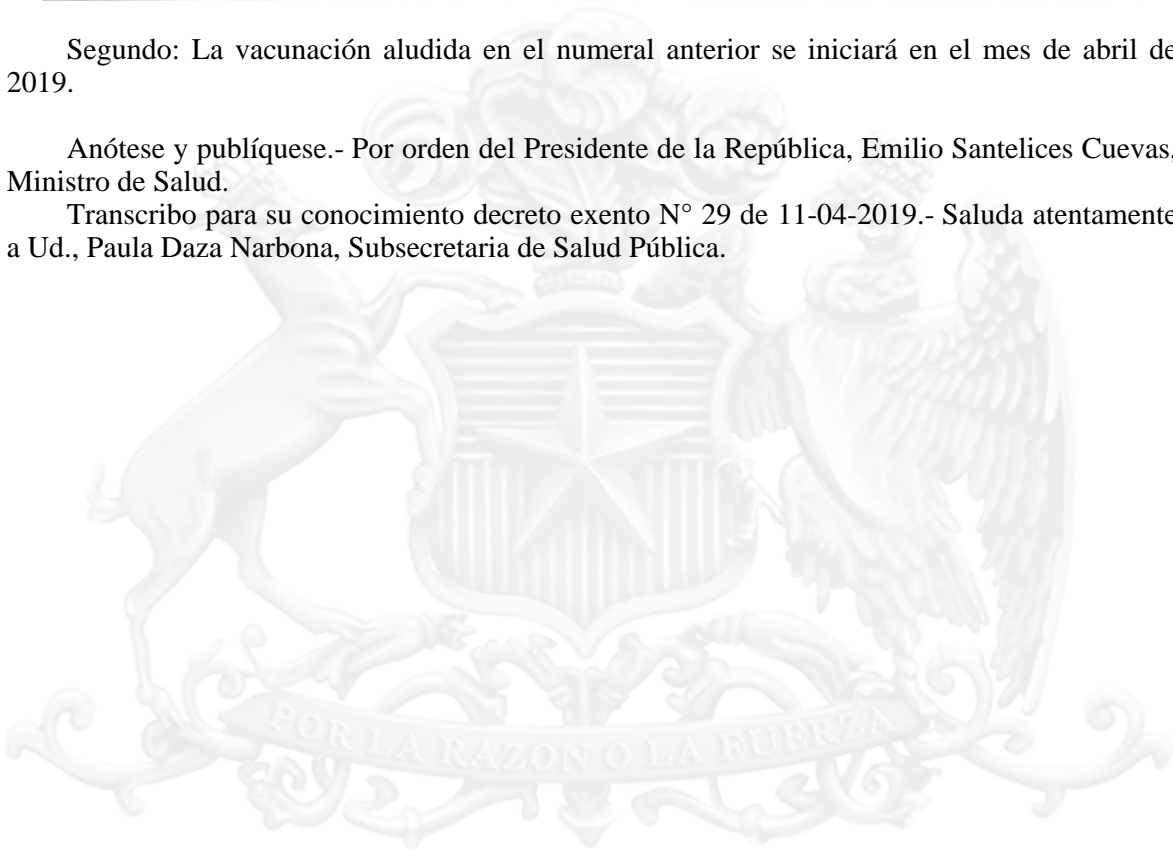 Segundo: La vacunación aludida en el numeral anterior se iniciará en el mes de abril de
2019.
Anótese y publíquese.- Por orden del Presidente de la República, Emilio Santelices Cuevas,
Ministro de Salud.
Transcribo para su conocimiento decreto exento N° 29 de 11-04-2019.- Saluda atentamente
a Ud., Paula Daza Narbona, Subsecretaria de Salud Pública.
POR LA RAZON O LA FUERZA